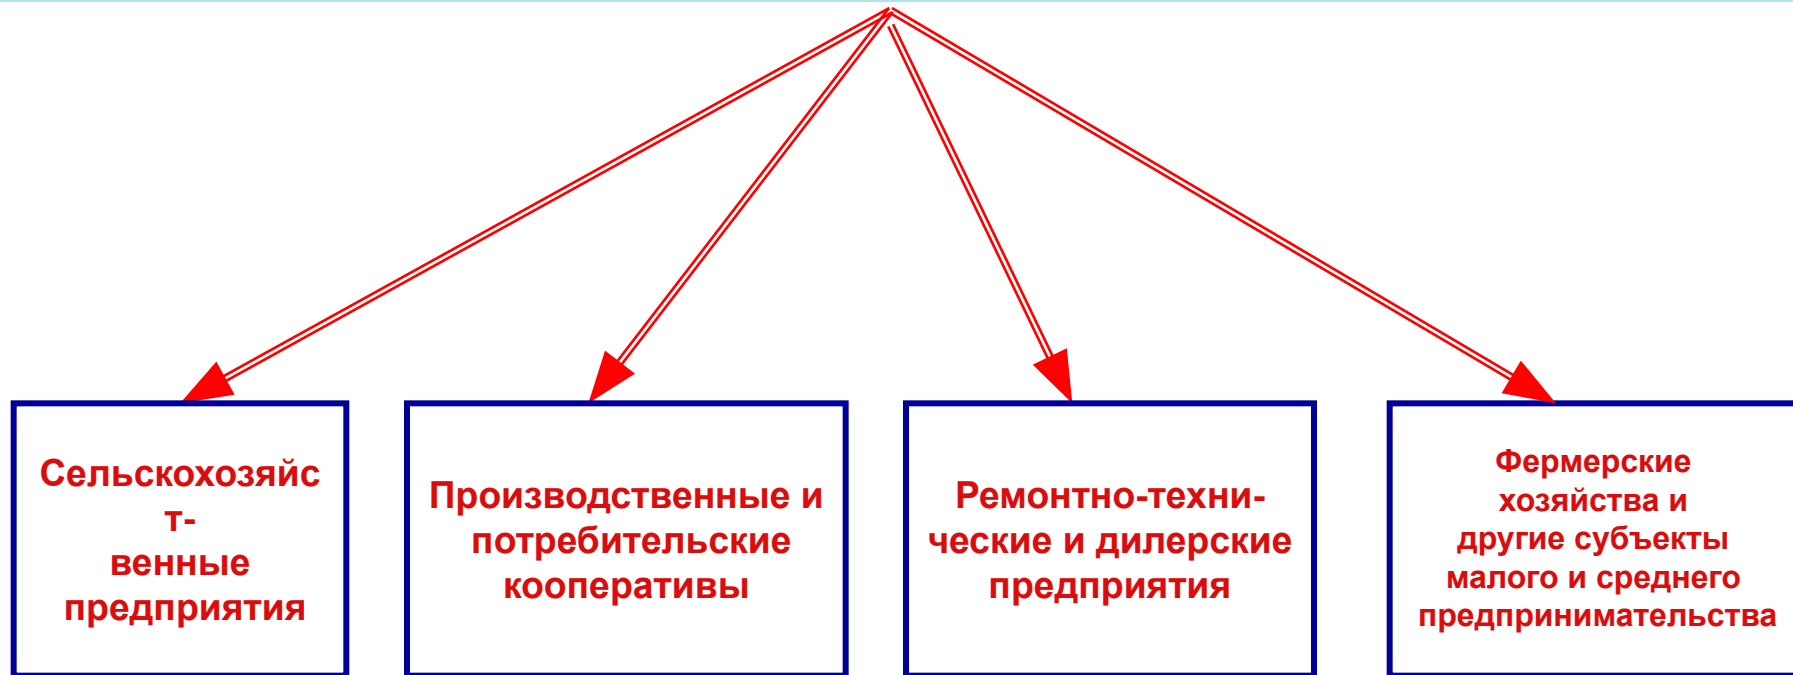 Сельскохозяйс
т-
венные
предприятия
Производственные и
потребительские
кооперативы
Ремонтно-техни-
ческие и дилерские
предприятия
Фермерские
хозяйства и
другие субъекты
малого и среднего
предпринимательства